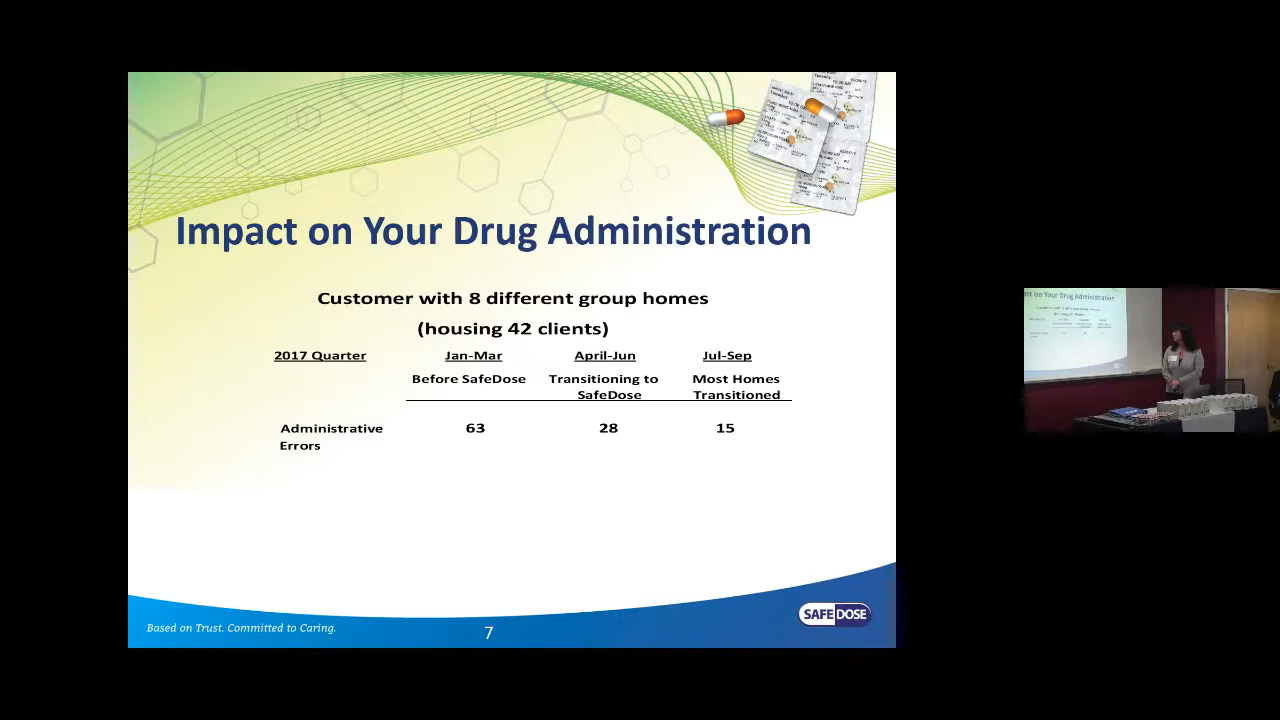 Impact on Your Drug Administration
Customer with 8 different group homes
(housing 42 clients)
2017 Quarter Jan-Mar April-Jun Jul-Sep
Before SafeDose Transitioning to SafeDose Most Homes Transitioned
Administrative Errors 63 28 15
Based on Trust. Committed to Caring.
7
SAFEDOSE